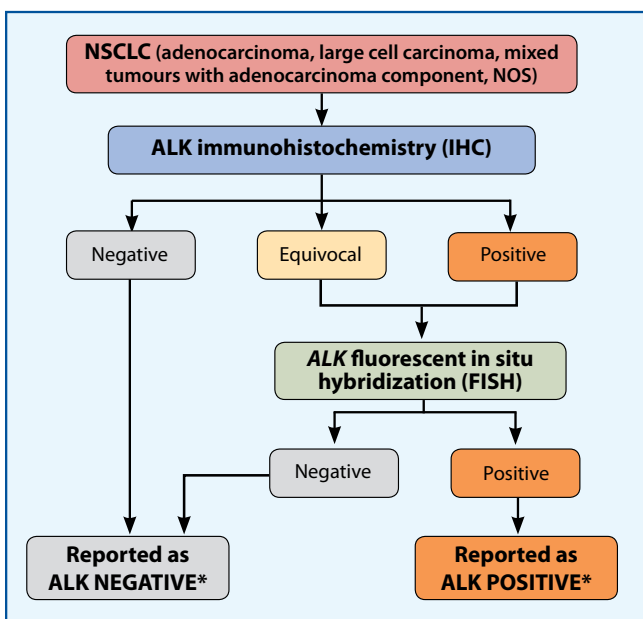 NSCLC (adenocarcinoma, large cell carcinoma, mixed
tumours with adenocarcinoma component, NOS)
ALK immunohistochemistry (IHC)
Negative
Equivocal
Positive
ALK fluorescent in situ
hybridization (FISH)
Negative
Positive
Reported as
ALK NEGATIVE*
Reported as
ALK POSITIVE*